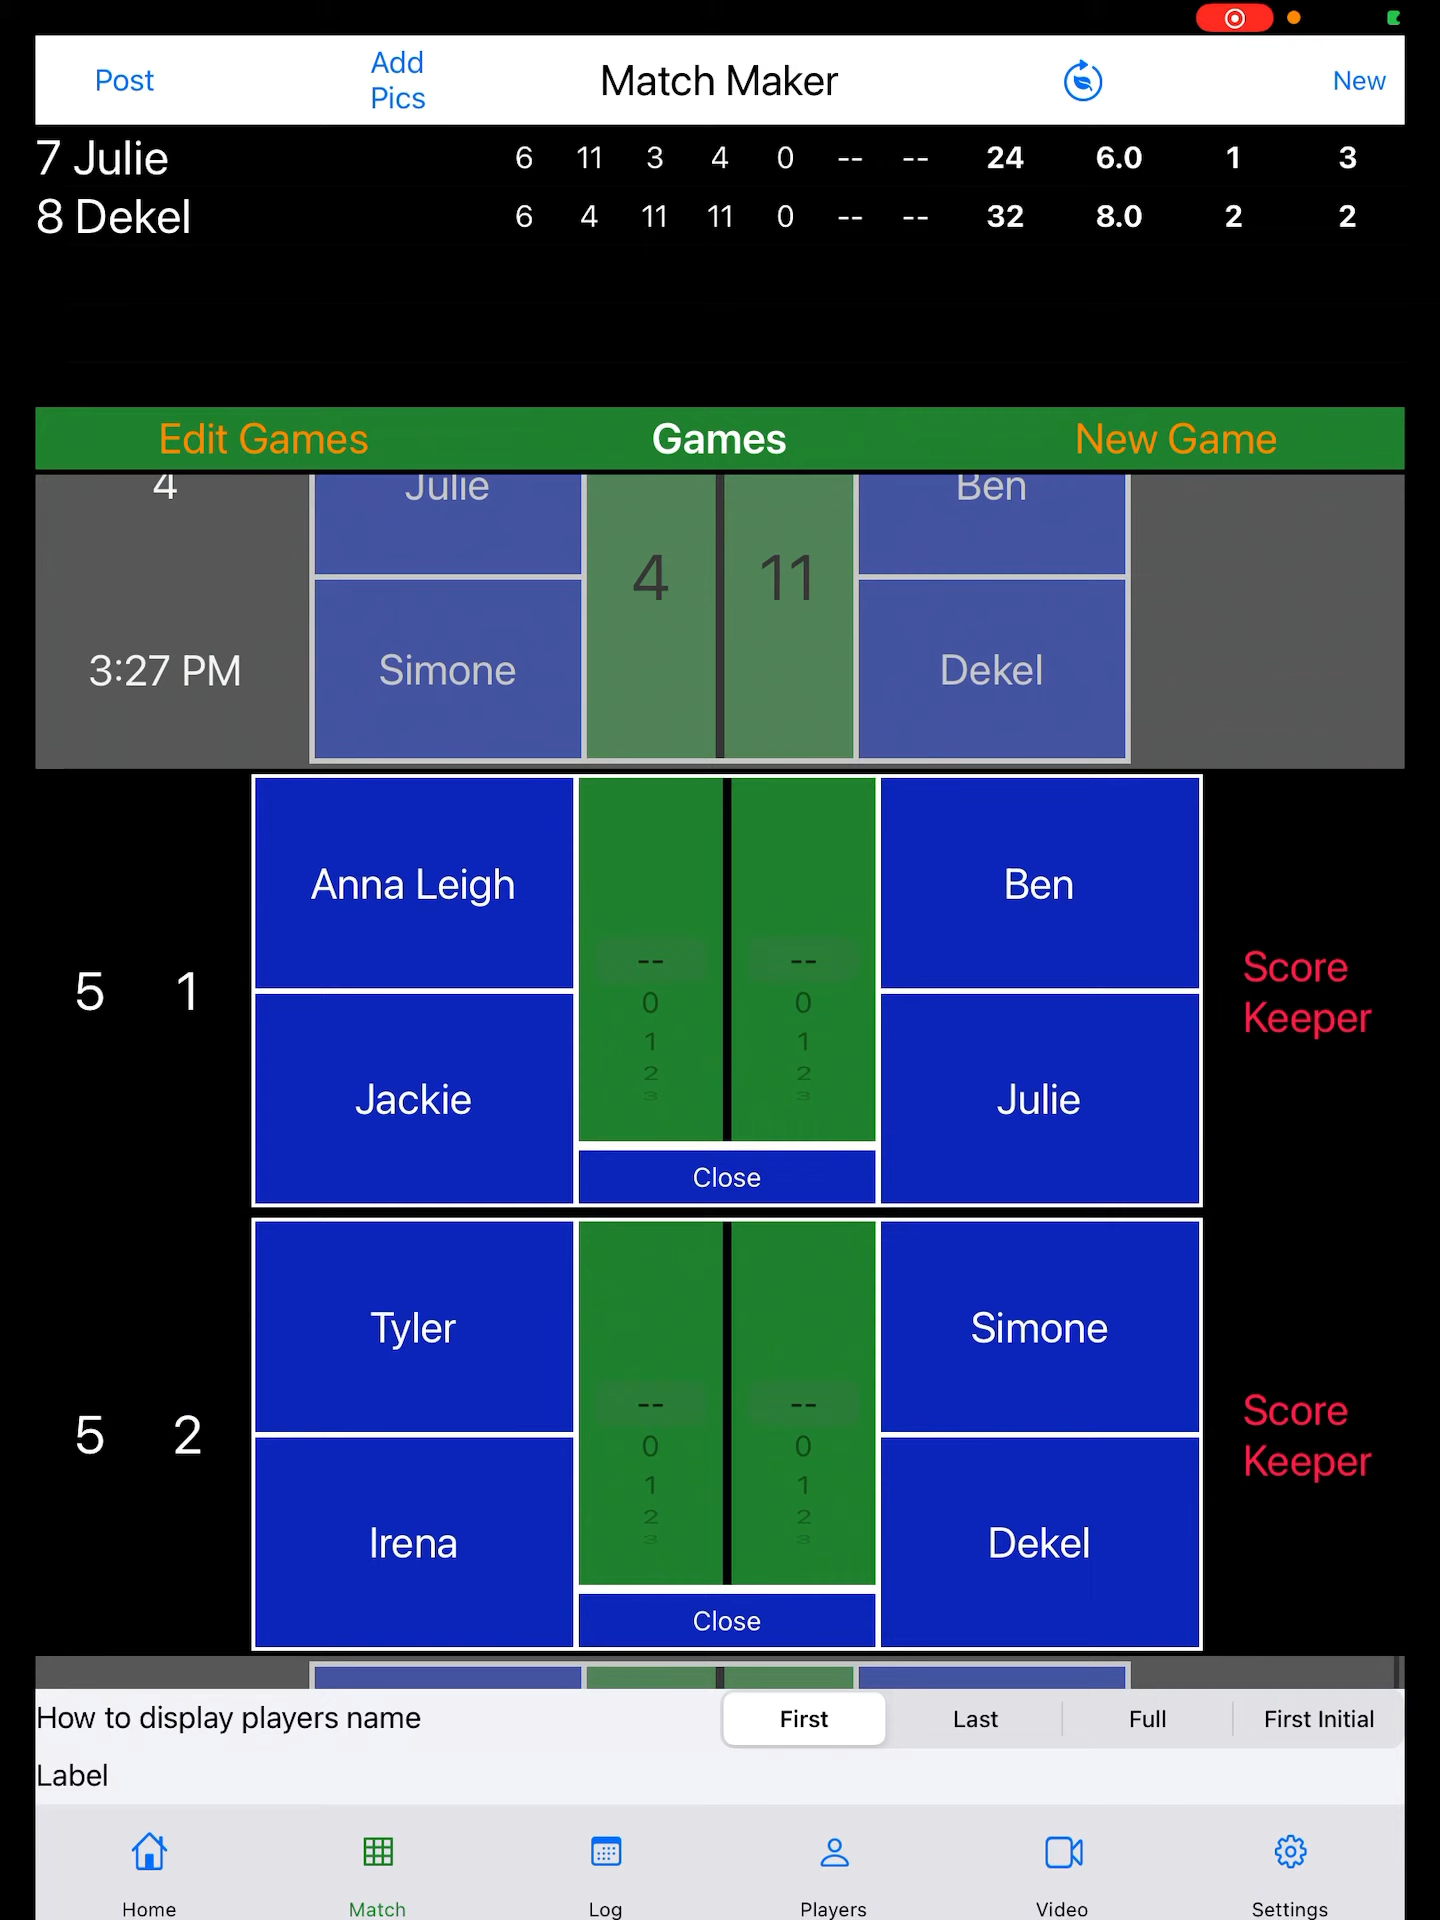 Post
Add
Pics
Match Maker
New
7 Julie 6 11 3 4 0 -- -- 24 6.0 1 3
8 Dekel 6 4 11 11 0 -- -- 32 8.0 2 2
Edit Games
Games
New Game
4 Julie Ben
4 11
3:27 PM Simone Dekel
Anna Leigh Ben
-- --
5 1
Score
Keeper
0 0
1 1
2 2
3 3
Jackie Julie
Close
Tyler Simone
-- --
5 2
Score
Keeper
0 0
1 1
2 2
3 3
Irena Dekel
Close
How to display players name
First Last Full First Initial
Label
Home Match Log Players Video Settings